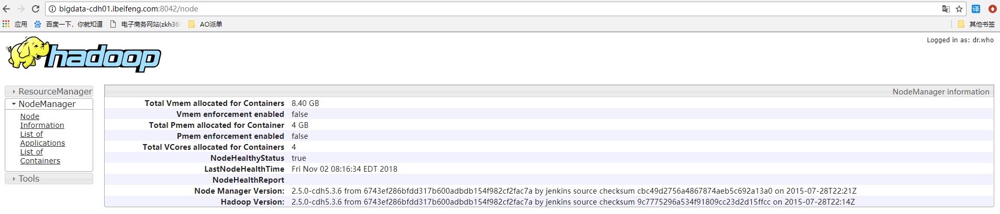 bigdata-cdh01.ibeifeng.com:8042/node
译
应用 百度一下，你就知道 电子商务网站(zkh360 AO派单 其他书签
Logged in as: dr.who
hadoop
ResourceManager
NodeManager
Node
Information
List of
Applications
List of
Containers
Tools
NodeManager information
Total Vmem allocated for Containers 8.40 GB
Vmem enforcement enabled false
Total Pmem allocated for Container 4 GB
Pmem enforcement enabled false
Total VCores allocated for Containers 4
NodeHealthyStatus true
LastNodeHealthTime Fri Nov 02 08:16:34 EDT 2018
NodeHealthReport
Node Manager Version: 2.5.0-cdh5.3.6 from 6743ef286bfdd317b600adbdb154f982cf2fac7a by jenkins source checksum cbc49d2756a4867874aeb5c692a13a0 on 2015-07-28T22:21Z
Hadoop Version: 2.5.0-cdh5.3.6 from 6743ef286bfdd317b600adbdb154f982cf2fac7a by jenkins source checksum 9c7775296a534f91809cc23d2d15ffcc on 2015-07-28T22:14Z